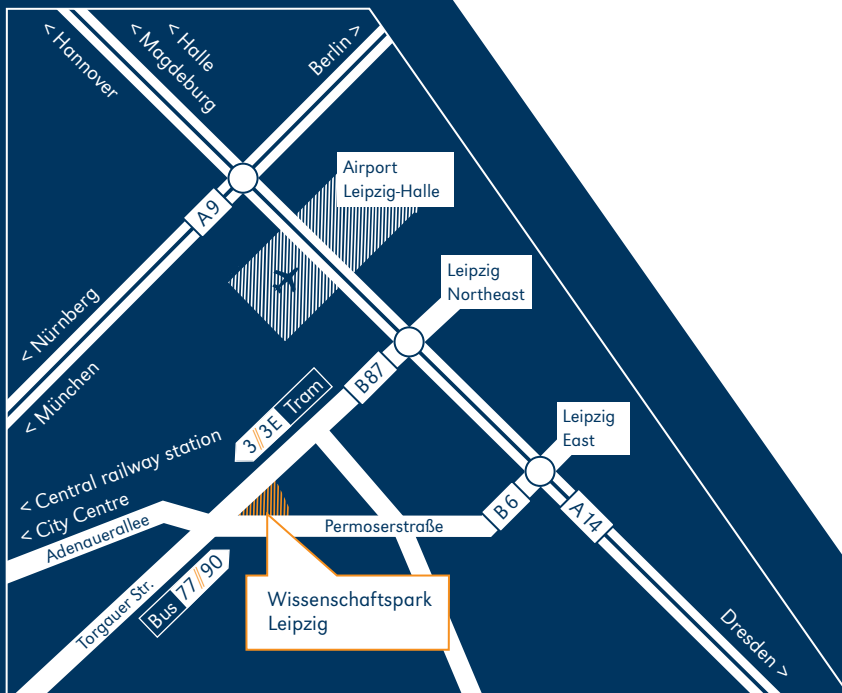 < Hannover
< Halle
< Magdeburg
Berlin >
Airport
Leipzig-Halle
A9
Leipzig
Northeast
< Nürnberg
< München
B87
3//3E Tram
Leipzig
East
< Central railway station
< City Centre
Adenauerallee
Permoserstraße
B6
A14
Torgauer Str.
Bus 77//90
Wissenschaftspark
Leipzig
Dresden >